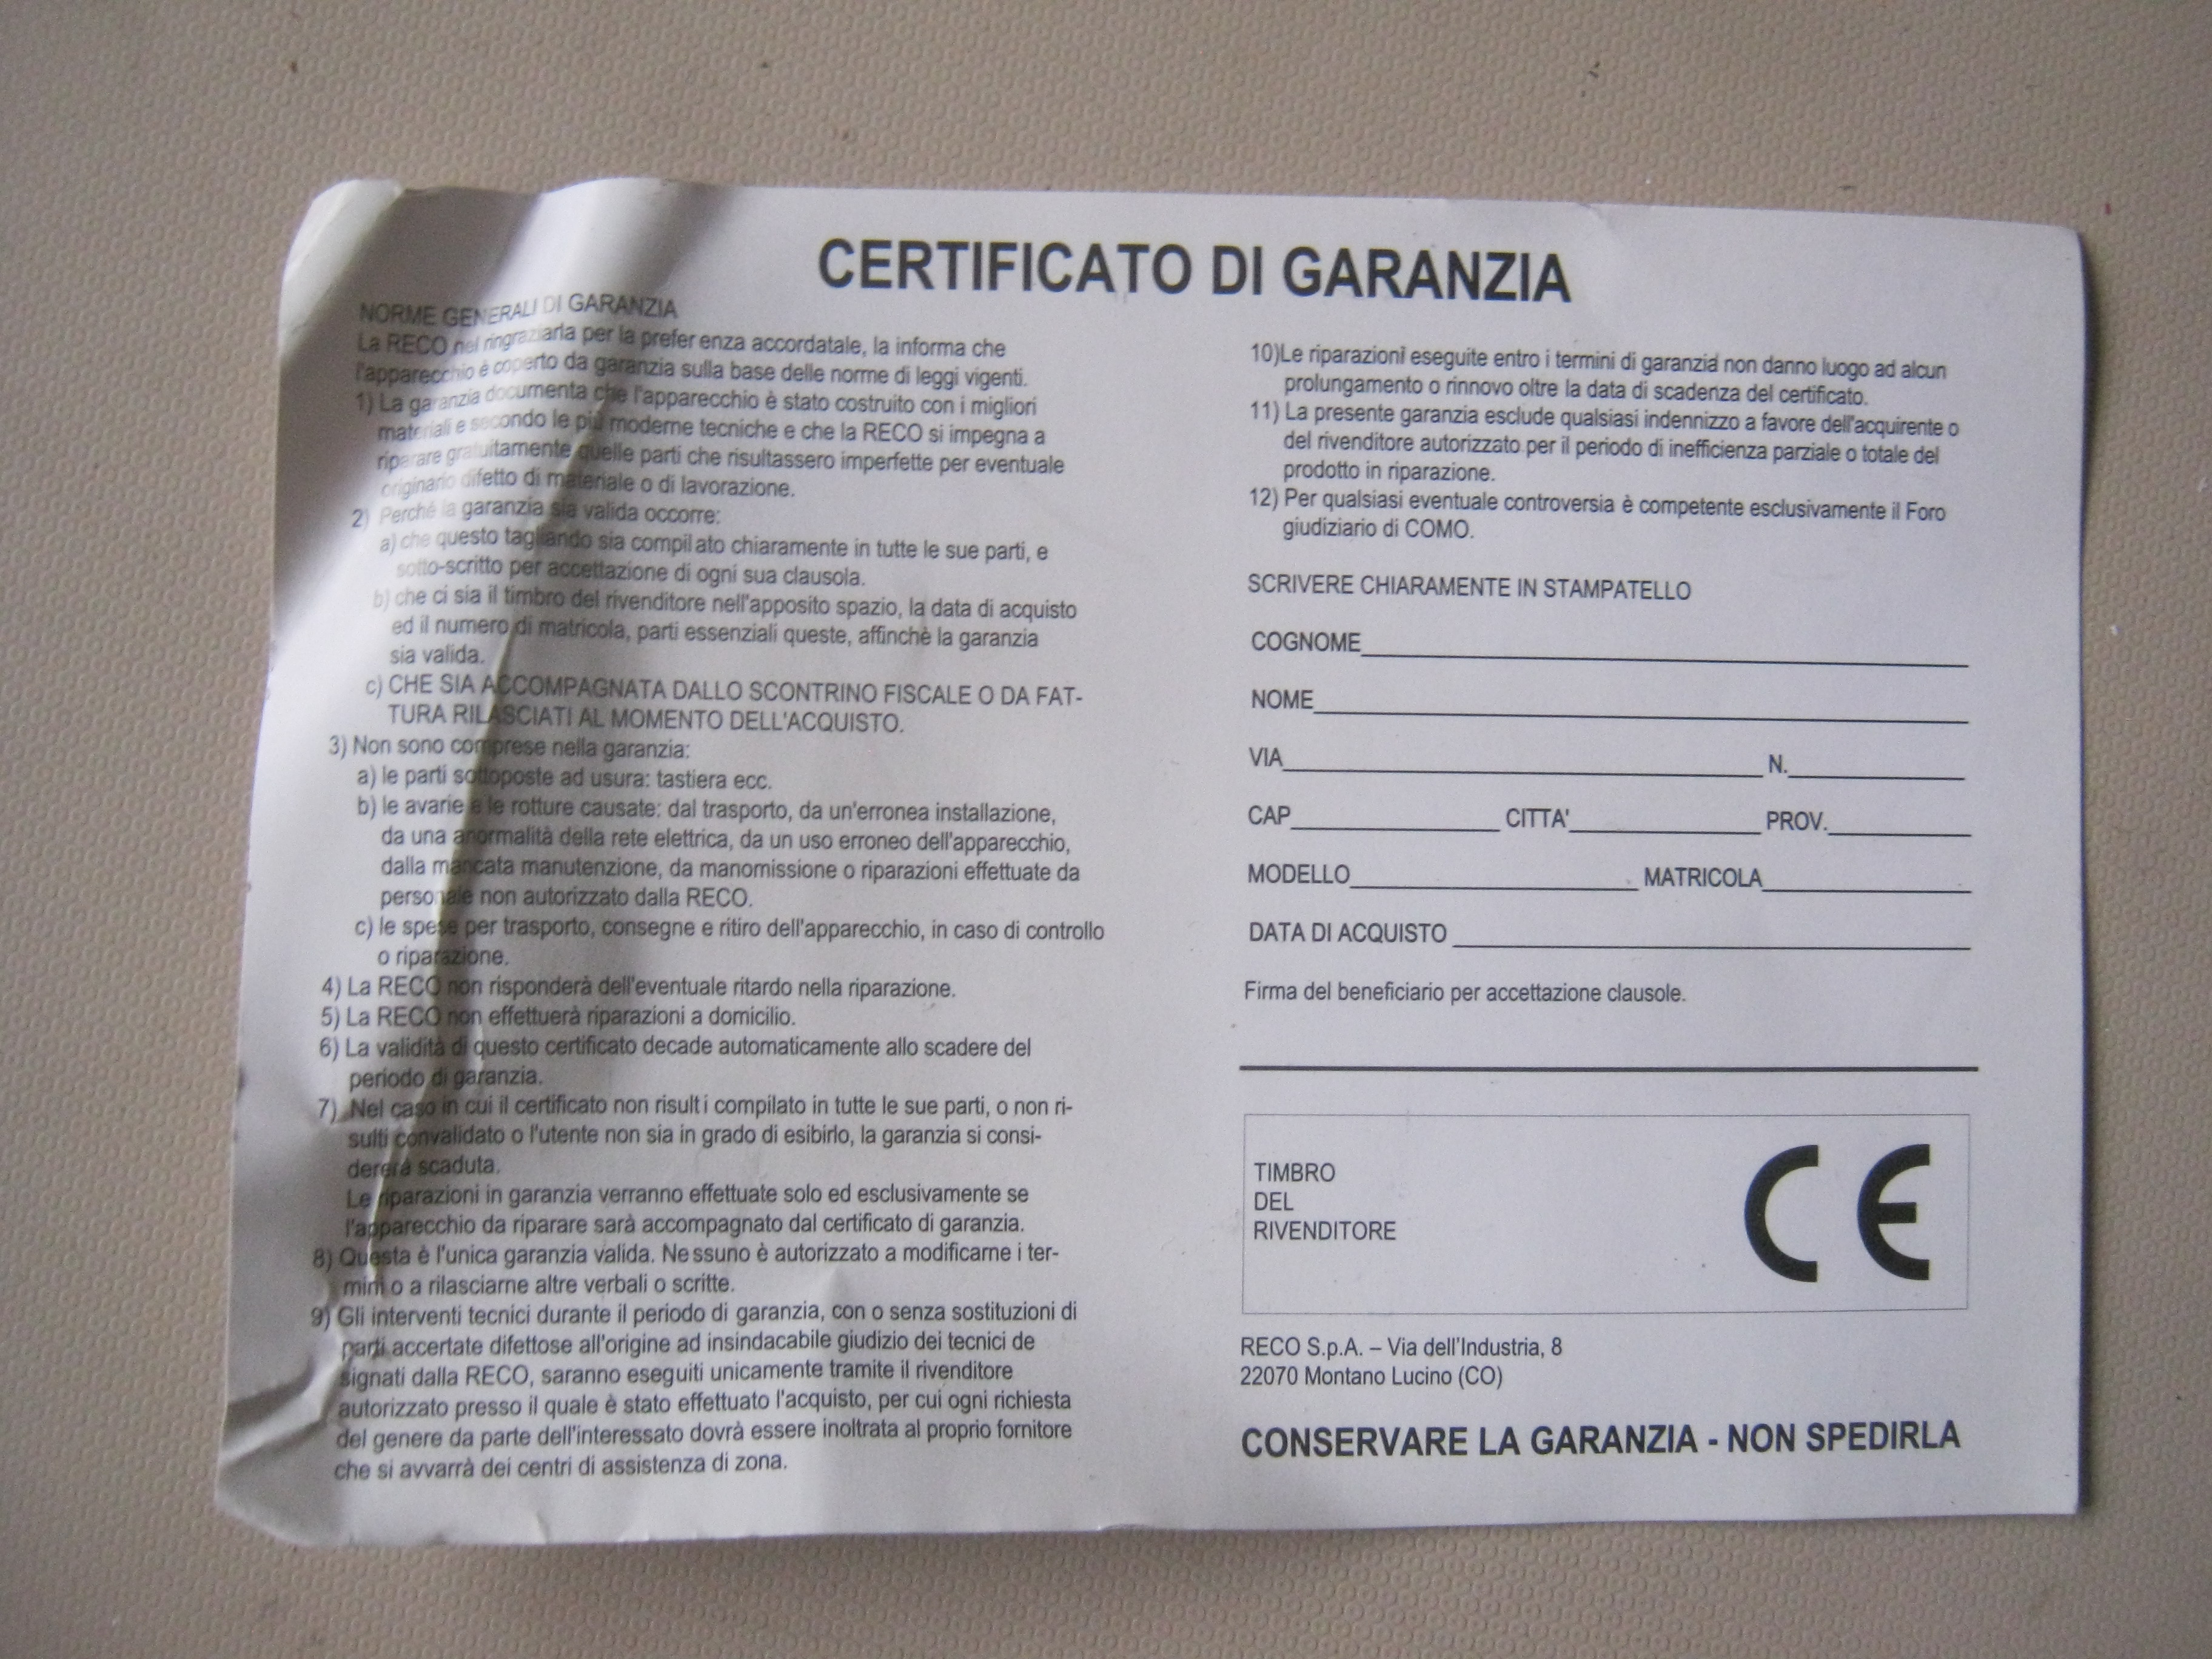 CERTIFICATO DI GARANZIA
NORME GENERALI DI GARANZIA
La RECO nel ringraziarla per la preferenza accordatale, la informa che
l'apparecchio è coperto da garanzia sulla base delle norme di leggi vigenti.
1) La garanzia documenta che l'apparecchio è stato costruito con i migliori
materiali e secondo le più moderne tecniche e che la RECO si impegna a
riparare gratuitamente quelle parti che risultassero imperfette per eventuale
originario difetto di materiale o di lavorazione.
2) Perché la garanzia sia valida occorre:
a) che questo tagliando sia compilato chiaramente in tutte le sue parti, e
sotto-scritto per accettazione di ogni sua clausola.
b) che ci sia il timbro del rivenditore nell'apposito spazio, la data di acquisto
ed il numero di matricola, parti essenziali queste, affinchè la garanzia
sia valida.
c) CHE SIA ACCOMPAGNATA DALLO SCONTRINO FISCALE O DA FAT-
TURA RILASCIATI AL MOMENTO DELL'ACQUISTO.
3) Non sono comprese nella garanzia:
a) le parti sottoposte ad usura: tastiera ecc.
b) le avarie e le rotture causate: dal trasporto, da un'erronea installazione,
da una anormalità della rete elettrica, da un uso erroneo dell'apparecchio,
dalla mancata manutenzione, da manomissione o riparazioni effettuate da
personale non autorizzato dalla RECO.
c) le spese per trasporto, consegne e ritiro dell'apparecchio, in caso di controllo
o riparazione.
4) La RECO non risponderà dell'eventuale ritardo nella riparazione.
5) La RECO non effettuerà riparazioni a domicilio.
6) La validità di questo certificato decade automaticamente allo scadere del
periodo di garanzia.
7) Nel caso in cui il certificato non risulti compilato in tutte le sue parti, o non ri-
sulti convalidato o l'utente non sia in grado di esibirlo, la garanzia si consi-
dererà scaduta.
Le riparazioni in garanzia verranno effettuate solo ed esclusivamente se
l'apparecchio da riparare sarà accompagnato dal certificato di garanzia.
8) Questa è l'unica garanzia valida. Nessuno è autorizzato a modificarne i ter-
mini o a rilasciarne altre verbali o scritte.
9) Gli interventi tecnici durante il periodo di garanzia, con o senza sostituzioni di
parti accertate difettose all'origine ad insindacabile giudizio dei tecnici de
signati dalla RECO, saranno eseguiti unicamente tramite il rivenditore
autorizzato presso il quale è stato effettuato l'acquisto, per cui ogni richiesta
del genere da parte dell'interessato dovrà essere inoltrata al proprio fornitore
che si avvarrà dei centri di assistenza di zona.
10)Le riparazioni eseguite entro i termini di garanzia non danno luogo ad alcun
prolungamento o rinnovo oltre la data di scadenza del certificato.
11) La presente garanzia esclude qualsiasi indennizzo a favore dell'acquirente o
del rivenditore autorizzato per il periodo di inefficienza parziale o totale del
prodotto in riparazione.
12) Per qualsiasi eventuale controversia è competente esclusivamente il Foro
giudiziario di COMO.
SCRIVERE CHIARAMENTE IN STAMPATELLO
COGNOME
NOME
VIA N.
CAP CITTA' PROV.
MODELLO MATRICOLA
DATA DI ACQUISTO
Firma del beneficiario per accettazione clausole.
TIMBRO
DEL
RIVENDITORE
CE
RECO S.p.A. – Via dell'Industria, 8
22070 Montano Lucino (CO)
CONSERVARE LA GARANZIA - NON SPEDIRLA